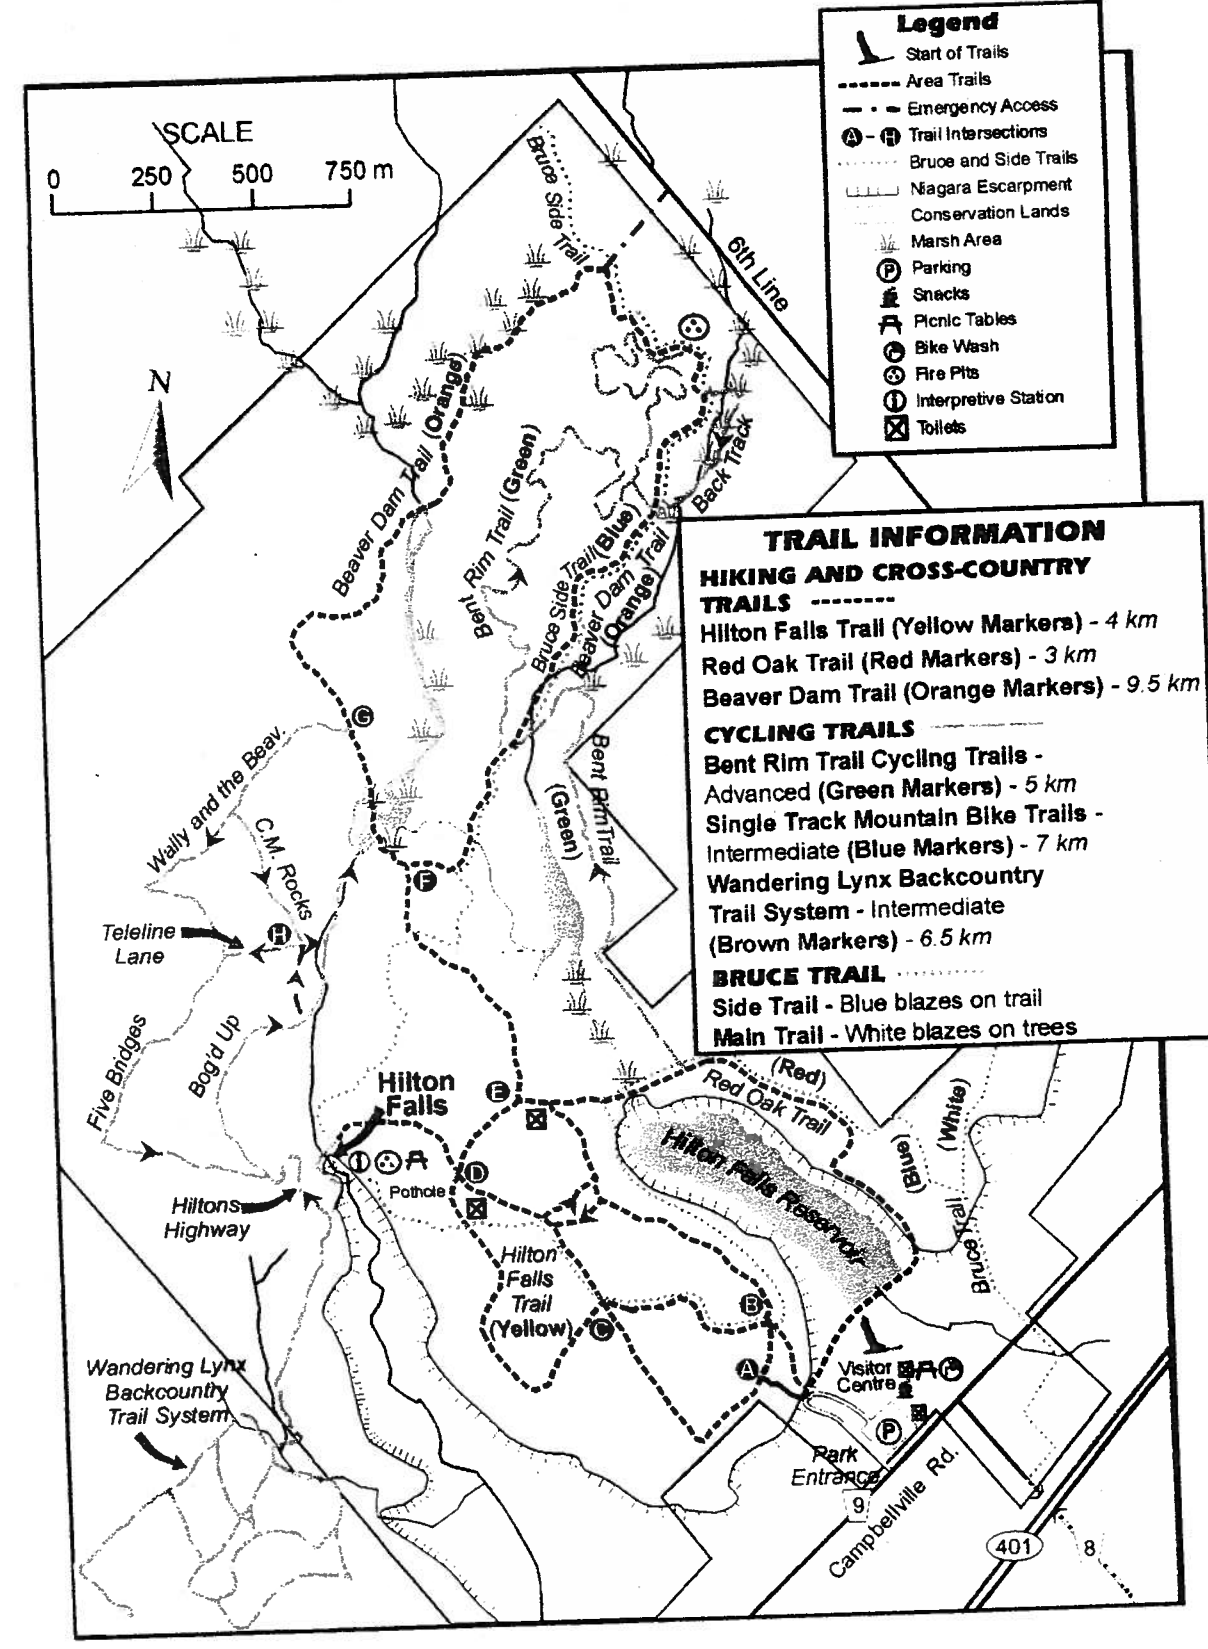 Legend
Start of Trails
Area Trails
Emergency Access
A - H Trail Intersections
Bruce and Side Trails
Niagara Escarpment
Conservation Lands
Marsh Area
P Parking
Snacks
Picnic Tables
Bike Wash
Fire Pits
Interpretive Station
Toilets
SCALE
0 250 500 750 m
N
Bruce Side
Trail
6th Line
Beaver Dam Trail (Orange)
Bent Rim Trail (Green)
Back Track
Bruce Side Trail (Blue)
Beaver Dam Trail
(Orange)
TRAIL INFORMATION
HIKING AND CROSS-COUNTRY
TRAILS
Hilton Falls Trail (Yellow Markers) - 4 km
Red Oak Trail (Red Markers) - 3 km
Beaver Dam Trail (Orange Markers) - 9.5 km
CYCLING TRAILS
Bent Rim Trail Cycling Trails -
Advanced (Green Markers) - 5 km
Single Track Mountain Bike Trails -
Intermediate (Blue Markers) - 7 km
Wandering Lynx Backcountry
Trail System - Intermediate
(Brown Markers) - 6.5 km
BRUCE TRAIL
Side Trail - Blue blazes on trail
Main Trail - White blazes on trees
G
Wally and the Beav.
C.M. Rocks
Bent Rim Trail
(Green)
F
Teleline
Lane
H
Five Bridges
Bog'd Up
Hilton
Falls
E
(Red)
Red Oak Trail
(White)
(Blue)
Bruce Trail
Hilton Falls Reservoir
D
Pothole
Hiltons
Highway
Hilton
Falls
Trail
(Yellow)
C
B
A
Visitor
Centre
P
Park
Entrance
9
Campbellville Rd.
401
8
Wandering Lynx
Backcountry
Trail System